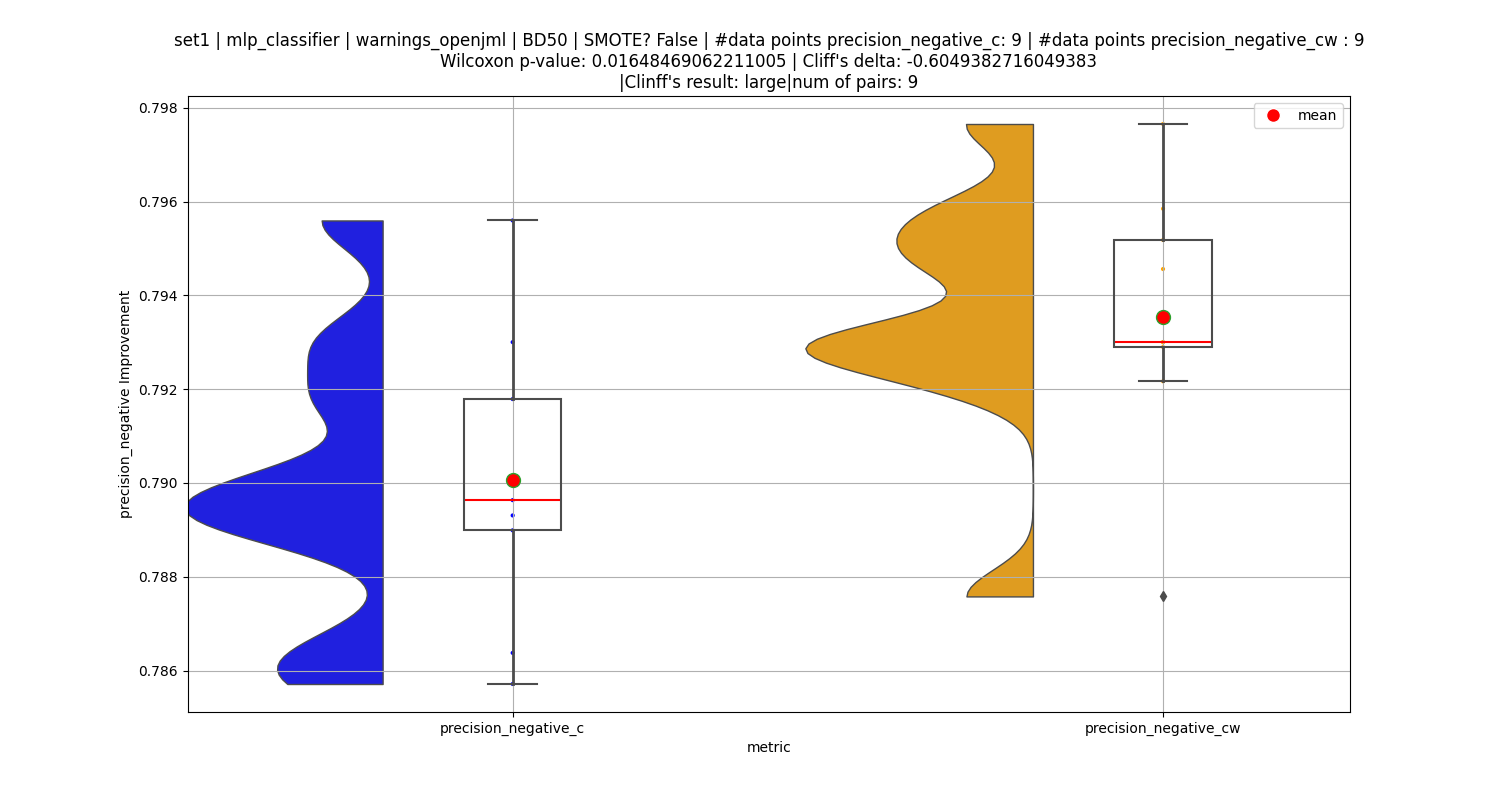 set1 | mlp_classifier | warnings_openjml | BD50 | SMOTE? False | #data points precision_negative_c: 9 | #data points precision_negative_cw : 9
Wilcoxon p-value: 0.01648469062211005 | Cliff's delta: -0.6049382716049383
|Clinff's result: large|num of pairs: 9
mean
0.798
0.796
0.794
0.792
0.790
0.788
0.786
precision_negative Improvement
precision_negative_c
precision_negative_cw
metric